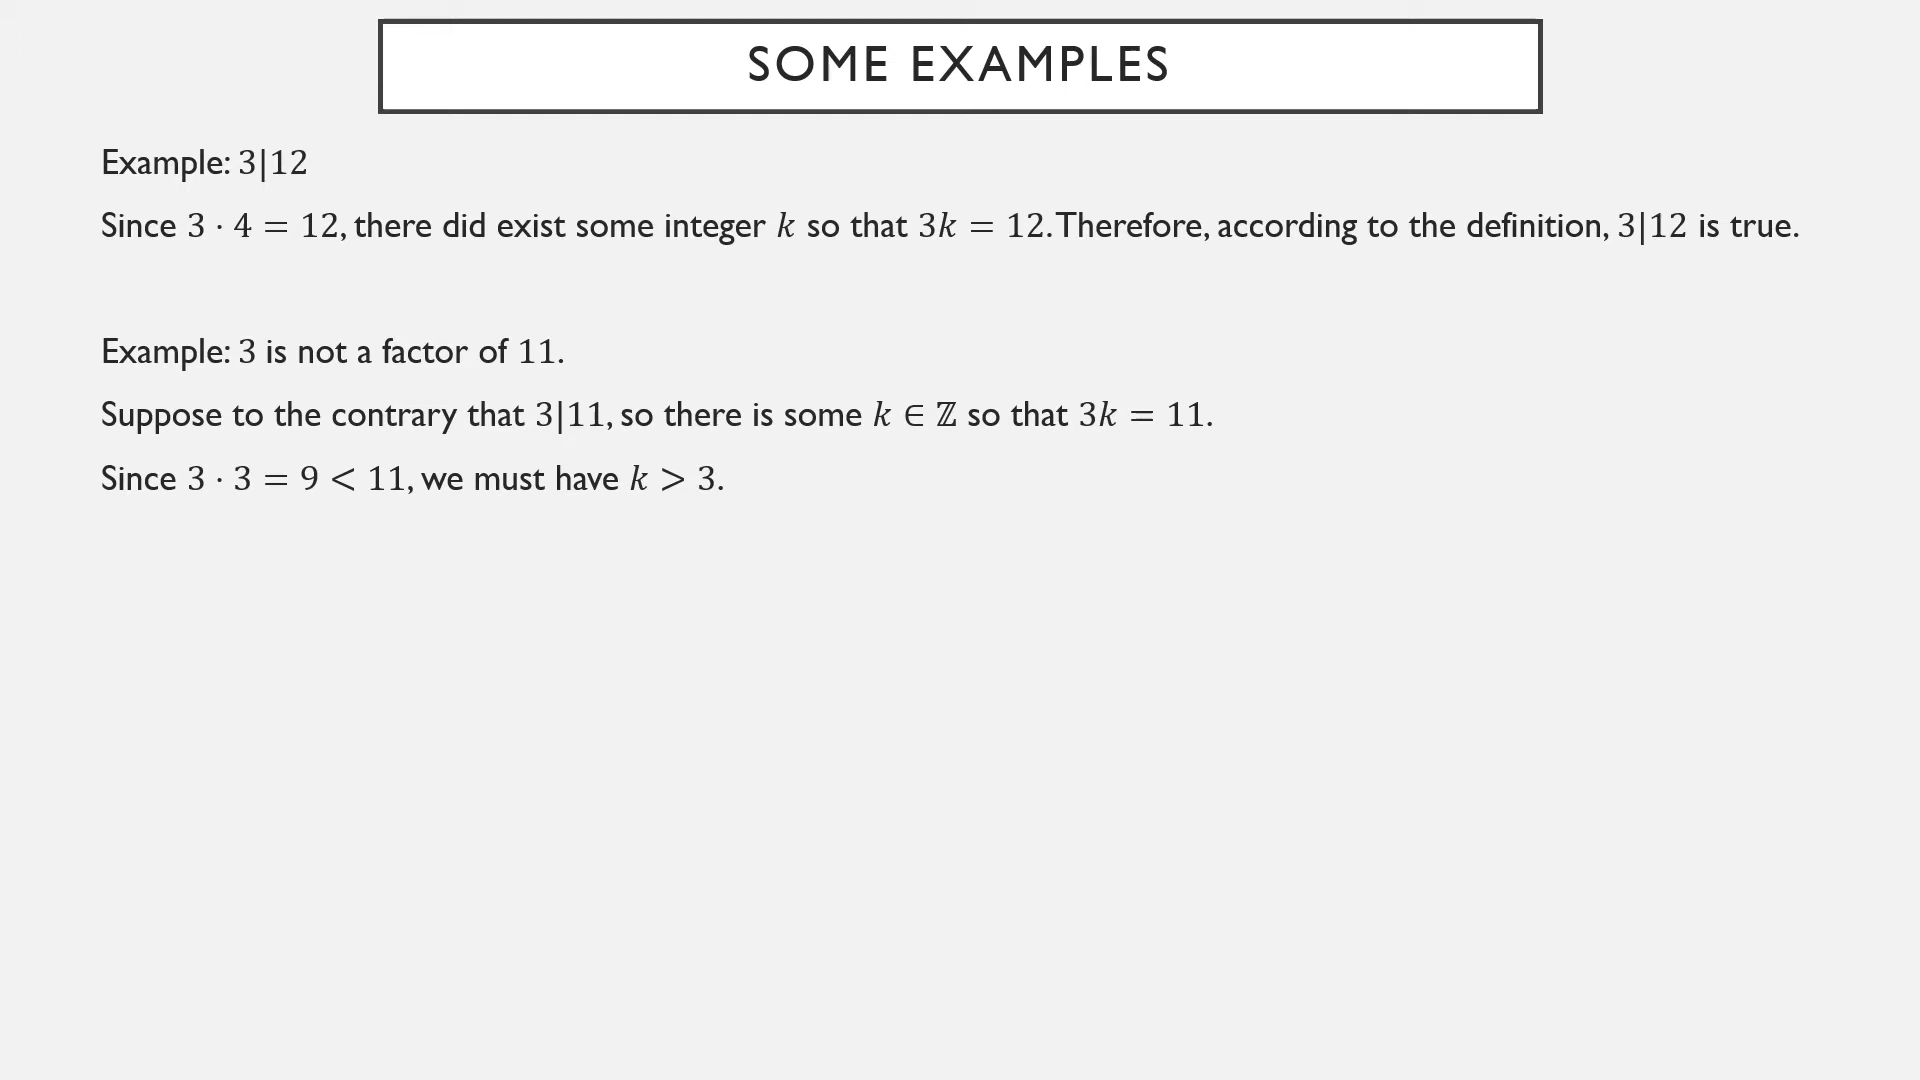 SOME EXAMPLES
Example: 3|12
Since 3 · 4 = 12, there did exist some integer k so that 3k = 12. Therefore, according to the definition, 3|12 is true.
Example: 3 is not a factor of 11.
Suppose to the contrary that 3|11, so there is some k ∈ ℤ so that 3k = 11.
Since 3 · 3 = 9 < 11, we must have k > 3.